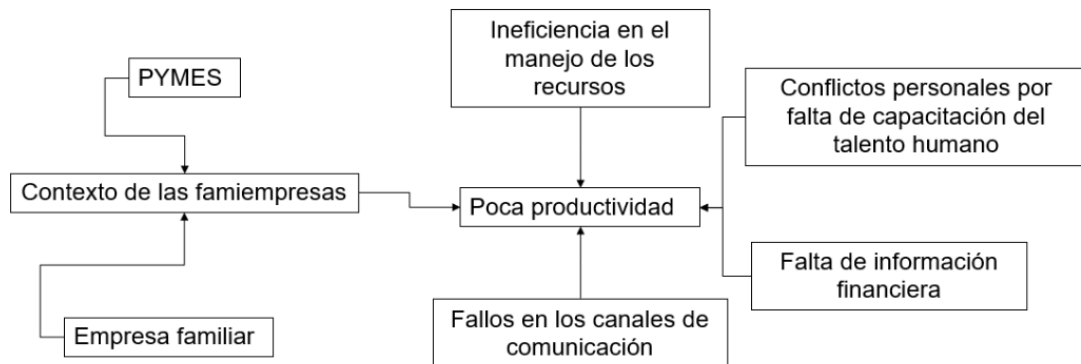 Ineficiencia en el
manejo de los
recursos
PYMES
Conflictos personales por
falta de capacitación del
talento humano
Contexto de las famiempresas
Poca productividad
Falta de información
financiera
Empresa familiar
Fallos en los canales de
comunicación